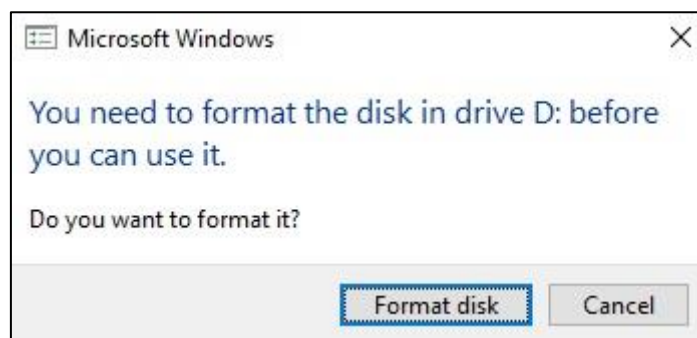 Microsoft Windows
You need to format the disk in drive D: before
you can use it.
Do you want to format it?
Format disk Cancel